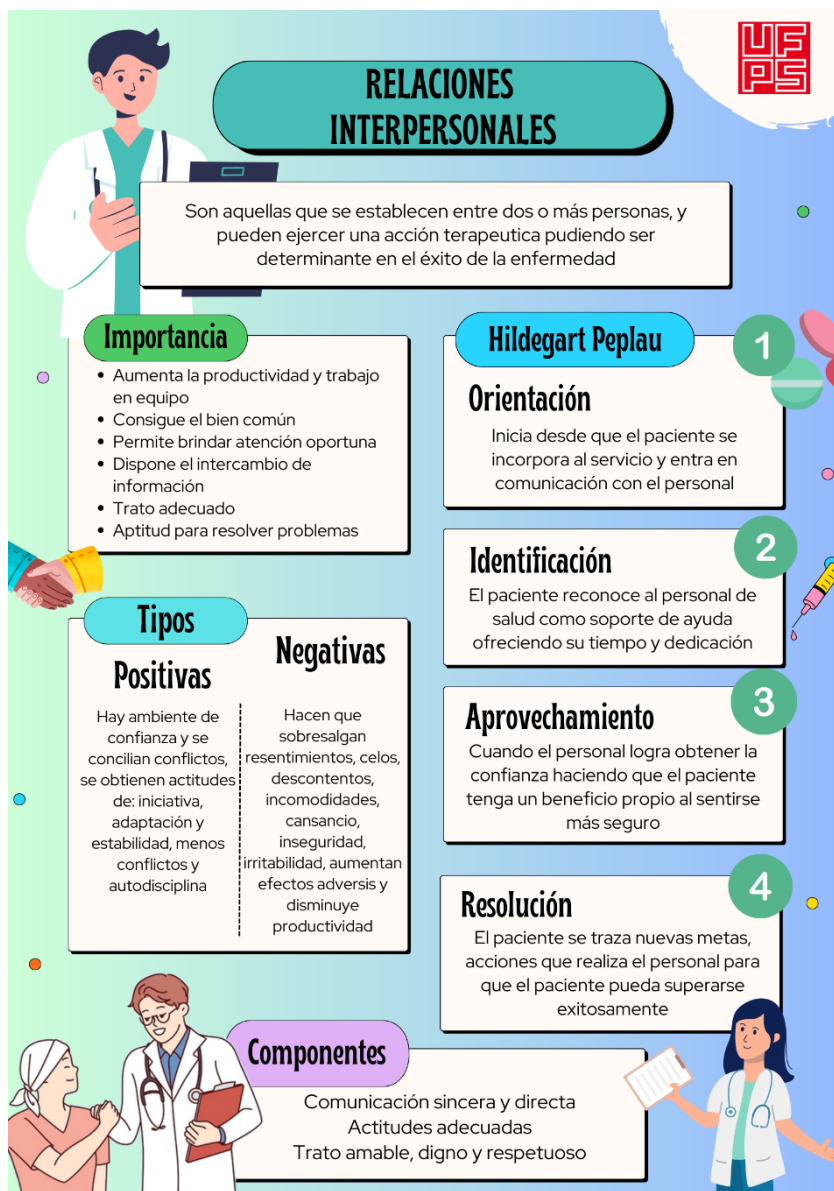 UF
PS
RELACIONES
INTERPERSONALES
Son aquellas que se establecen entre dos o más personas, y
pueden ejercer una acción terapeutica pudiendo ser
determinante en el éxito de la enfermedad
Importancia
• Aumenta la productividad y trabajo
en equipo
• Consigue el bien común
• Permite brindar atención oportuna
• Dispone el intercambio de
información
• Trato adecuado
• Aptitud para resolver problemas
Tipos
Positivas
Hay ambiente de
confianza y se
concilian conflictos,
se obtienen actitudes
de: iniciativa,
adaptación y
estabilidad, menos
conflictos y
autodisciplina
Negativas
Hacen que
sobresalgan
resentimientos, celos,
descontentos,
incomodidades,
cansancio,
inseguridad,
irritabilidad, aumentan
efectos adversis y
disminuye
productividad
Hildegart Peplau
1
Orientación
Inicia desde que el paciente se
incorpora al servicio y entra en
comunicación con el personal
2
Identificación
El paciente reconoce al personal de
salud como soporte de ayuda
ofreciendo su tiempo y dedicación
3
Aprovechamiento
Cuando el personal logra obtener la
confianza haciendo que el paciente
tenga un beneficio propio al sentirse
más seguro
4
Resolución
El paciente se traza nuevas metas,
acciones que realiza el personal para
que el paciente pueda superarse
exitosamente
Componentes
Comunicación sincera y directa
Actitudes adecuadas
Trato amable, digno y respetuoso